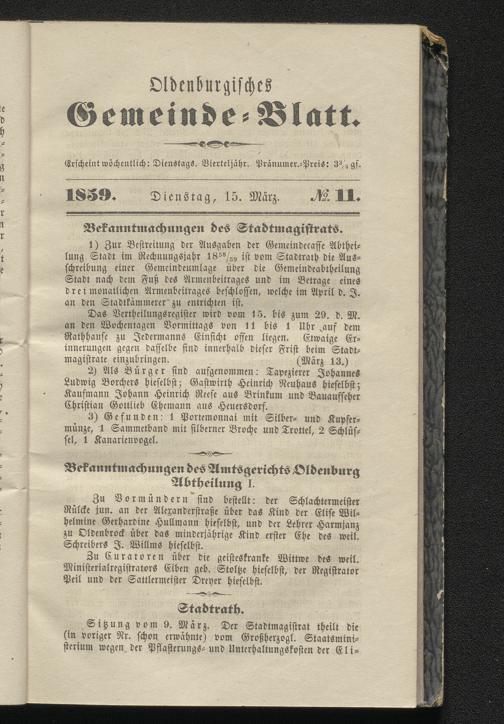 Oldenburgisches
Gemeinde-Blatt.
Erscheint wöchentlich: Dienstags. Vierteljähr. Pränumer.-Preis: 3¾ gſ.
1859. Dienstag, 15. März. № 11.
Bekanntmachungen des Stadtmagistrats.
1) Zur Bestreitung der Ausgaben der Gemeindecasse Abthei-
lung Stadt im Rechnungsjahr 18⁵⁸/₅₉ ist vom Stadtrath die Aus-
schreibung einer Gemeindeumlage über die Gemeindeabtheilung
Stadt nach dem Fuß des Armenbeitrages und im Betrage eines
dreimonatlichen Armenbeitrages beschlossen, welche im April d. J.
an den Stadtkämmerer zu entrichten ist.
Das Vertheilungsregister wird vom 15. bis zum 29. d. M.
an den Wochentagen Vormittags von 11 bis 1 Uhr auf dem
Rathhause zu Jedermanns Einsicht offen liegen. Etwaige Er-
innerungen gegen dasselbe sind innerhalb dieser Frist beim Stadt-
magistrate einzubringen. (März 13.)
2) Als Bürger sind aufgenommen: Tapezierer Johannes
Ludwig Borchers hieselbst; Gastwirth Heinrich Neuhaus hieselbst;
Kaufmann Johann Heinrich Reese aus Brinkum und Bauaufseher
Christian Gottlieb Ehemann aus Heuersdorf.
3) Gefunden: 1 Portemonnai mit Silber- und Kupfer-
münze, 1 Sammetband mit silberner Broche und Trottel, 2 Schlüs-
sel, 1 Kanarienvogel.
Bekanntmachungen des Amtsgerichts Oldenburg
Abtheilung I.
Zu Vormündern sind bestellt: der Schlachtermeister
Rülcke jun. an der Alexanderstraße über das Kind der Elise Wil-
helmine Gerhardine Hullmann hieselbst, und der Lehrer Harmjanz
zu Oldenbrock über das minderjährige Kind erster Ehe des weil.
Schreibers J. Willms hieselbst.
Zu Curatoren über die geisteskranke Wittwe des weil.
Ministerialregistrators Eiben geb. Stolze hieselbst, der Registrator
Peil und der Sattlermeister Dreyer hieselbst.
Stadtrath.
Sitzung vom 9. März. Der Stadtmagistrat theilt die
(in voriger Nr. schon erwähnte) vom Großherzogl. Staatsmini-
sterium wegen der Pflasterungs- und Unterhaltungskosten der Eli-